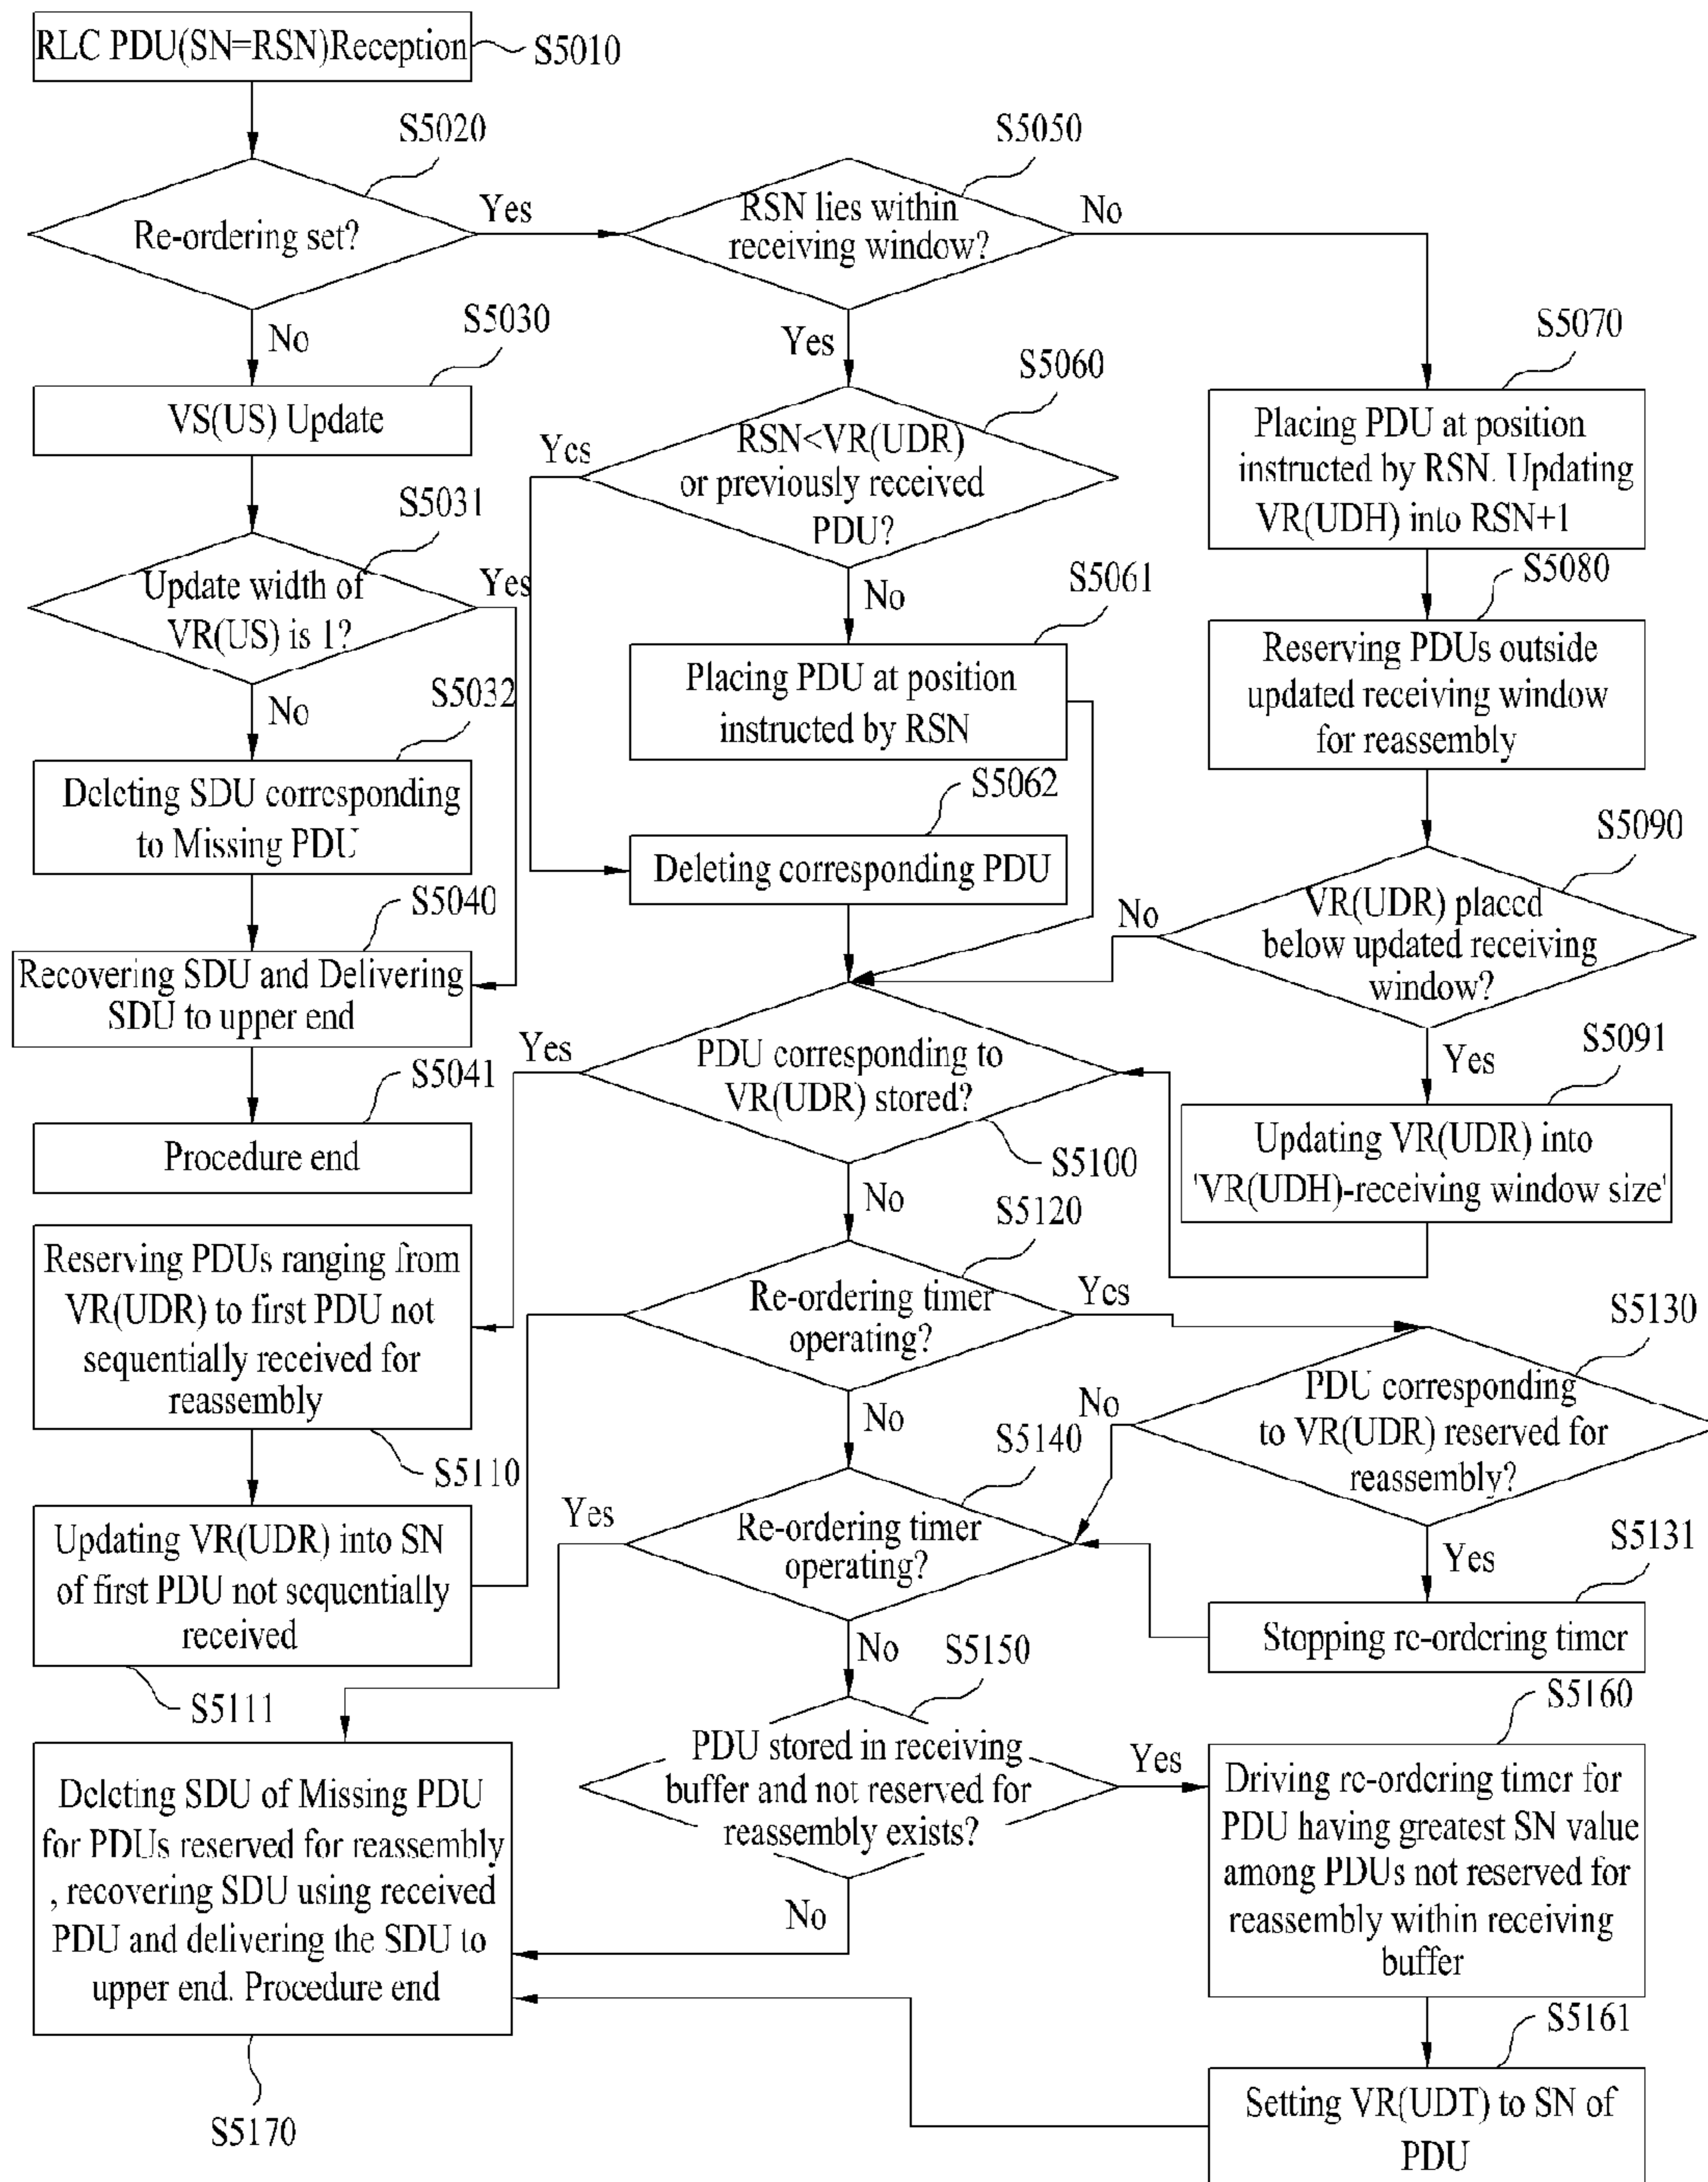 RLC PDU(SN=RSN)Reception
S5010
S5020
S5050
Re-ordering set?
Yes
RSN lies within
receiving window?
No
No
S5030
VS(US) Update
Yes
S5060
S5070
RSN<VR(UDR)
or previously received
PDU?
Yes
Placing PDU at position
instructed by RSN. Updating
VR(UDH) into RSN+1
S5031
Update width of
VR(US) is 1?
Yes
No
S5061
S5080
No
S5032
Placing PDU at position
instructed by RSN
Reserving PDUs outside
updated receiving window
for reassembly
Deleting SDU corresponding
to Missing PDU
S5062
Deleting corresponding PDU
S5090
S5040
No
VR(UDR) placed
below updated receiving
window?
Recovering SDU and Delivering
SDU to upper end
Yes
PDU corresponding to
VR(UDR) stored?
Yes
S5091
S5041
Procedure end
S5100
Updating VR(UDR) into
'VR(UDH)-receiving window size'
No
S5120
Reserving PDUs ranging from
VR(UDR) to first PDU not
sequentially received for
reassembly
Re-ordering timer
operating?
Yes
S5130
S5110
No
No
PDU corresponding
to VR(UDR) reserved for
reassembly?
S5140
Updating VR(UDR) into SN
of first PDU not sequentially
received
Yes
Re-ordering timer
operating?
Yes
S5131
S5111
No
Stopping re-ordering timer
S5150
S5160
PDU stored in receiving
buffer and not reserved for
reassembly exists?
Yes
Driving re-ordering timer for
PDU having greatest SN value
among PDUs not reserved for
reassembly within receiving
buffer
Deleting SDU of Missing PDU
for PDUs reserved for reassembly
, recovering SDU using received
PDU and delivering the SDU to
upper end. Procedure end
No
S5161
S5170
Setting VR(UDT) to SN of
PDU